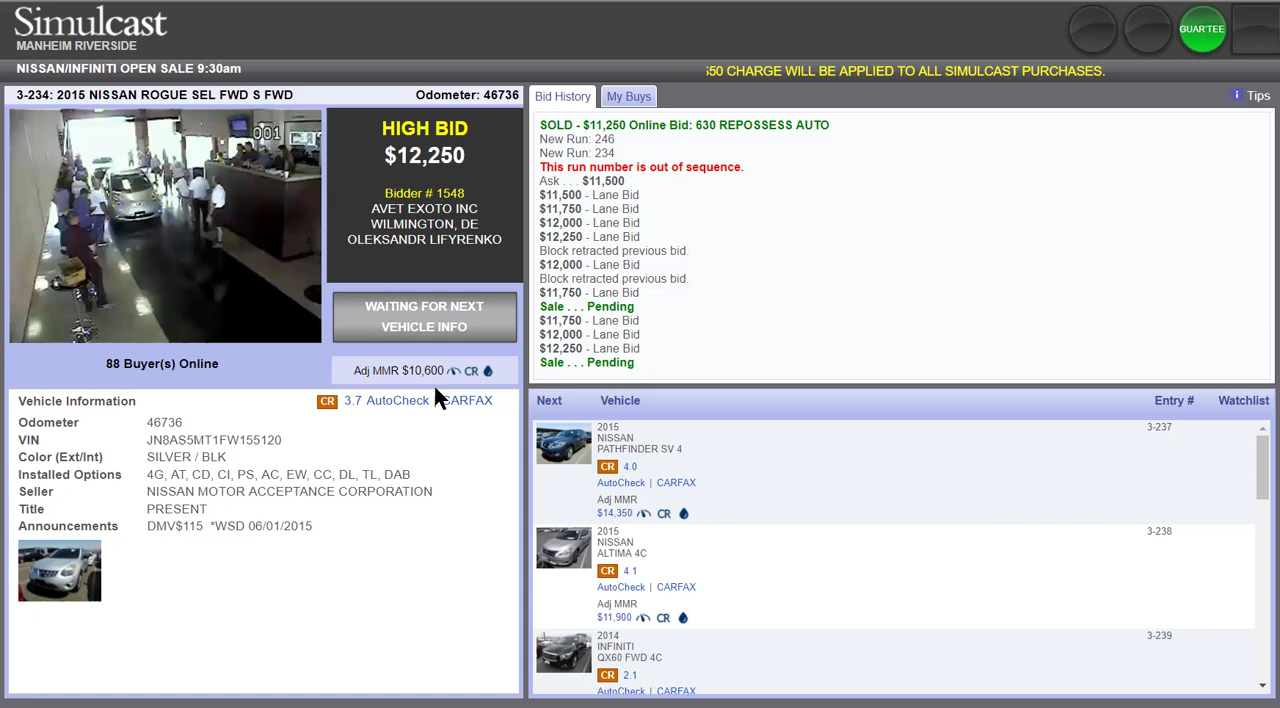 Simulcast
MANHEIM RIVERSIDE
GUAR'TEE
NISSAN/INFINITI OPEN SALE 9:30am
50 CHARGE WILL BE APPLIED TO ALL SIMULCAST PURCHASES.
3-234: 2015 NISSAN ROGUE SEL FWD S FWD
Odometer: 46736
001
HIGH BID
$12,250
Bidder # 1548
AVET EXOTO INC
WILMINGTON, DE
OLEKSANDR LIFYRENKO
WAITING FOR NEXT
VEHICLE INFO
88 Buyer(s) Online
Adj MMR $10,600 CR
Vehicle Information
CR 3.7 AutoCheck CARFAX
Odometer 46736
VIN JN8AS5MT1FW155120
Color (Ext/Int) SILVER / BLK
Installed Options 4G, AT, CD, CI, PS, AC, EW, CC, DL, TL, DAB
Seller NISSAN MOTOR ACCEPTANCE CORPORATION
Title PRESENT
Announcements DMV$115 *WSD 06/01/2015
Bid History
My Buys
i Tips
SOLD - $11,250 Online Bid: 630 REPOSSESS AUTO
New Run: 246
New Run: 234
This run number is out of sequence.
Ask . . . $11,500
$11,500 - Lane Bid
$11,750 - Lane Bid
$12,000 - Lane Bid
$12,250 - Lane Bid
Block retracted previous bid.
$12,000 - Lane Bid
Block retracted previous bid.
$11,750 - Lane Bid
Sale . . . Pending
$11,750 - Lane Bid
$12,000 - Lane Bid
$12,250 - Lane Bid
Sale . . . Pending
Next Vehicle Entry # Watchlist
2015 3-237
NISSAN
PATHFINDER SV 4
CR 4.0
AutoCheck | CARFAX
Adj MMR
$14,350 CR
2015 3-238
NISSAN
ALTIMA 4C
CR 4.1
AutoCheck | CARFAX
Adj MMR
$11,900 CR
2014 3-239
INFINITI
QX60 FWD 4C
CR 2.1
AutoCheck | CARFAX